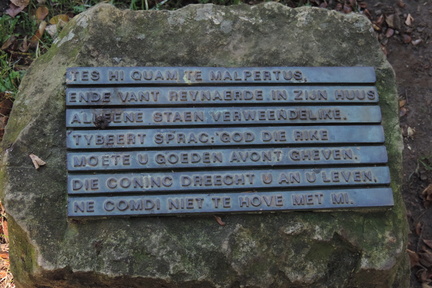 TES HI QUAM TE MALPERTUS,
ENDE VANT REYNAERDE IN ZIJN HUUS
ALLEENE STAEN VERWEENDELIKE.
TYBEERT SPRAC: GOD DIE RIKE
MOETE U GOEDEN AVONT GHEVEN.
DIE CONINC DREECHT U AN U LEVEN,
NE COMDI NIET TE HOVE MET MI.